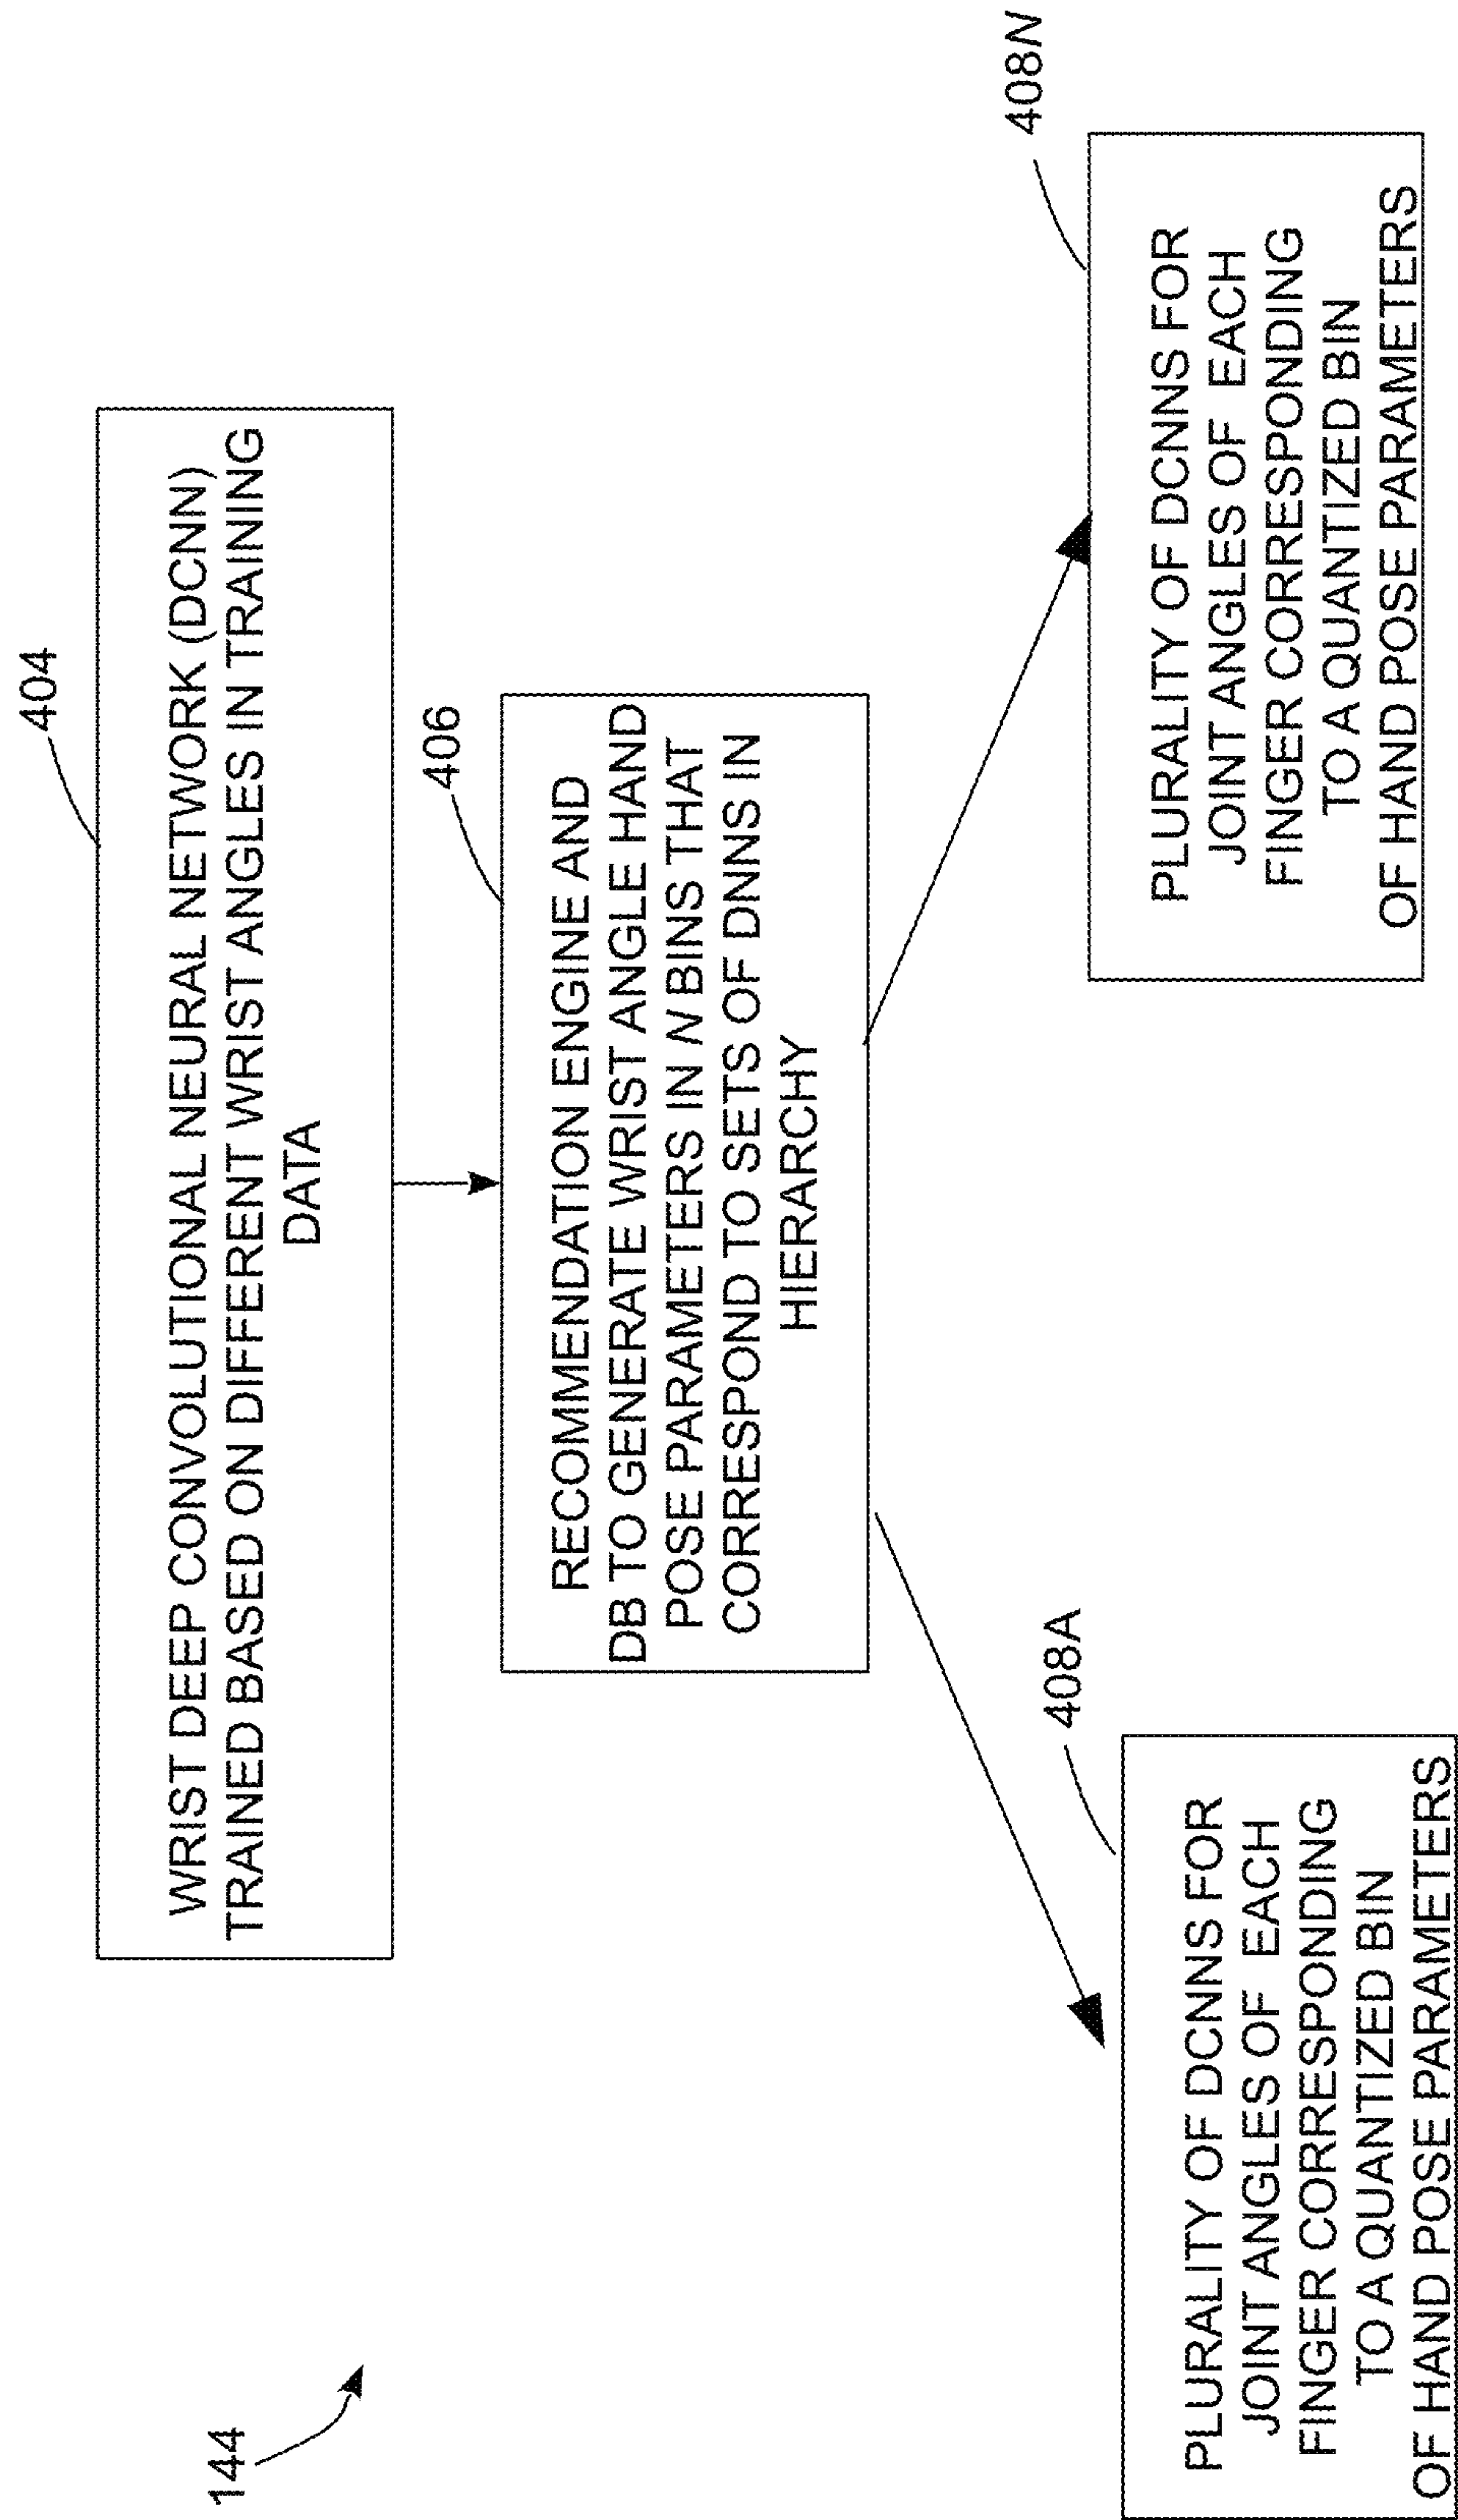 144
404
WRIST DEEP CONVOLUTIONAL NEURAL NETWORK (DCNN)
TRAINED BASED ON DIFFERENT WRIST ANGLES IN TRAINING
DATA
406
RECOMMENDATION ENGINE AND
DB TO GENERATE WRIST ANGLE HAND
POSE PARAMETERS IN N BINS THAT
CORRESPOND TO SETS OF DNNS IN
HIERARCHY
408A
PLURALITY OF DCNNS FOR
JOINT ANGLES OF EACH
FINGER CORRESPONDING
TO A QUANTIZED BIN
OF HAND POSE PARAMETERS
408N
PLURALITY OF DCNNS FOR
JOINT ANGLES OF EACH
FINGER CORRESPONDING
TO A QUANTIZED BIN
OF HAND POSE PARAMETERS